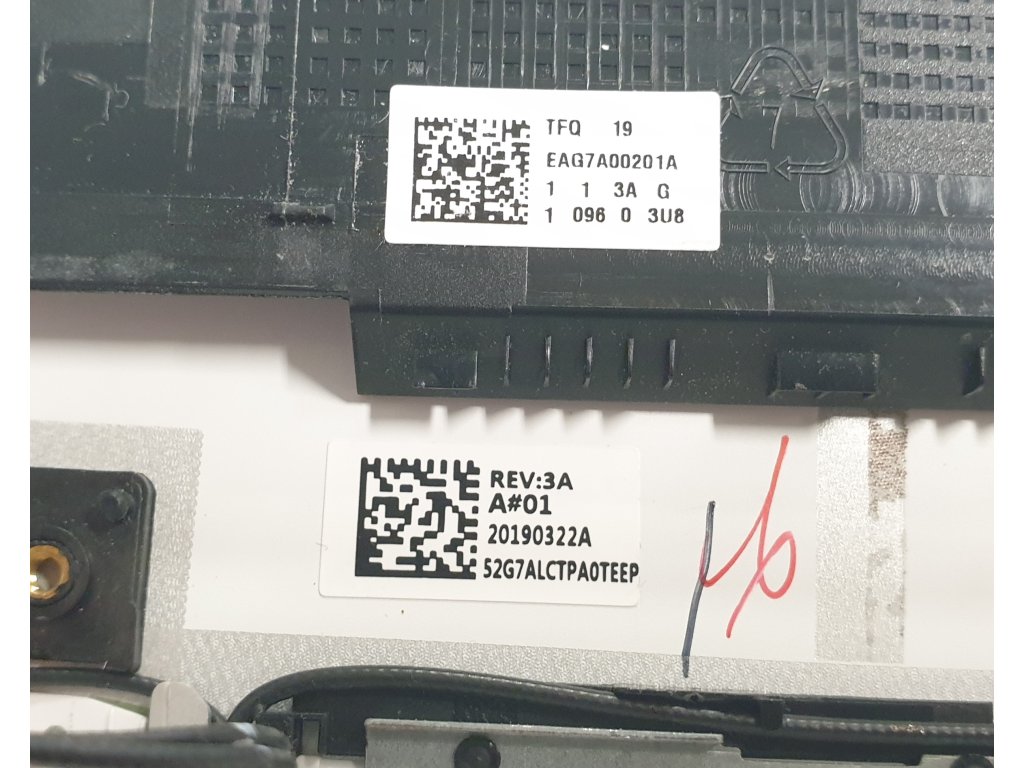 TFQ 19
EAG7A00201A
1 1 3A G
1 096 0 3U8
REV:3A
A#01
20190322A
52G7ALCTPA0TEEP